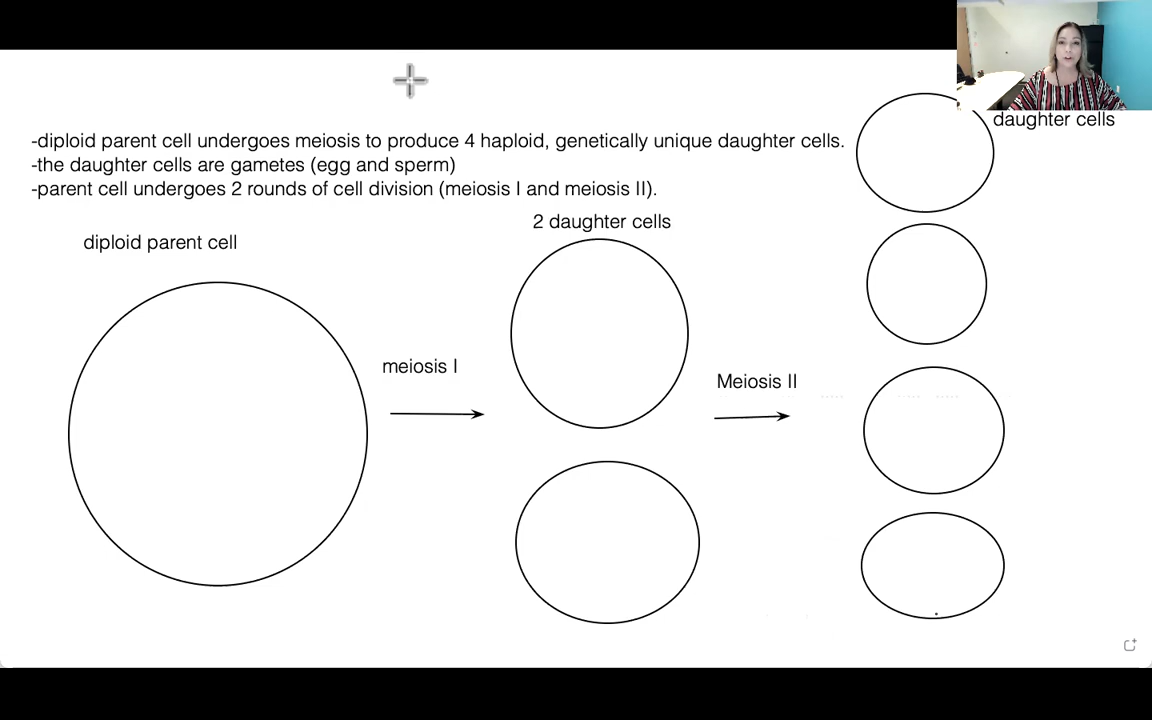 -diploid parent cell undergoes meiosis to produce 4 haploid, genetically unique daughter cells.
-the daughter cells are gametes (egg and sperm)
-parent cell undergoes 2 rounds of cell division (meiosis I and meiosis II).
diploid parent cell
meiosis I
2 daughter cells
Meiosis II
daughter cells